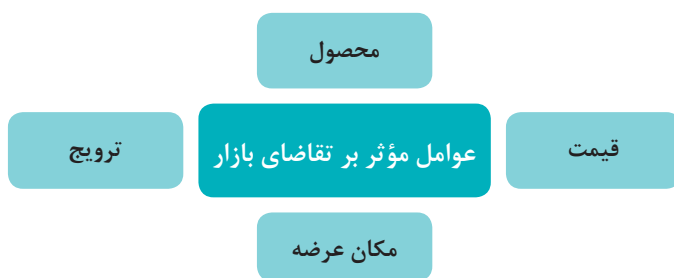 محصول
قیمت
عوامل مؤثر بر تقاضای بازار
ترویج
مکان عرضه